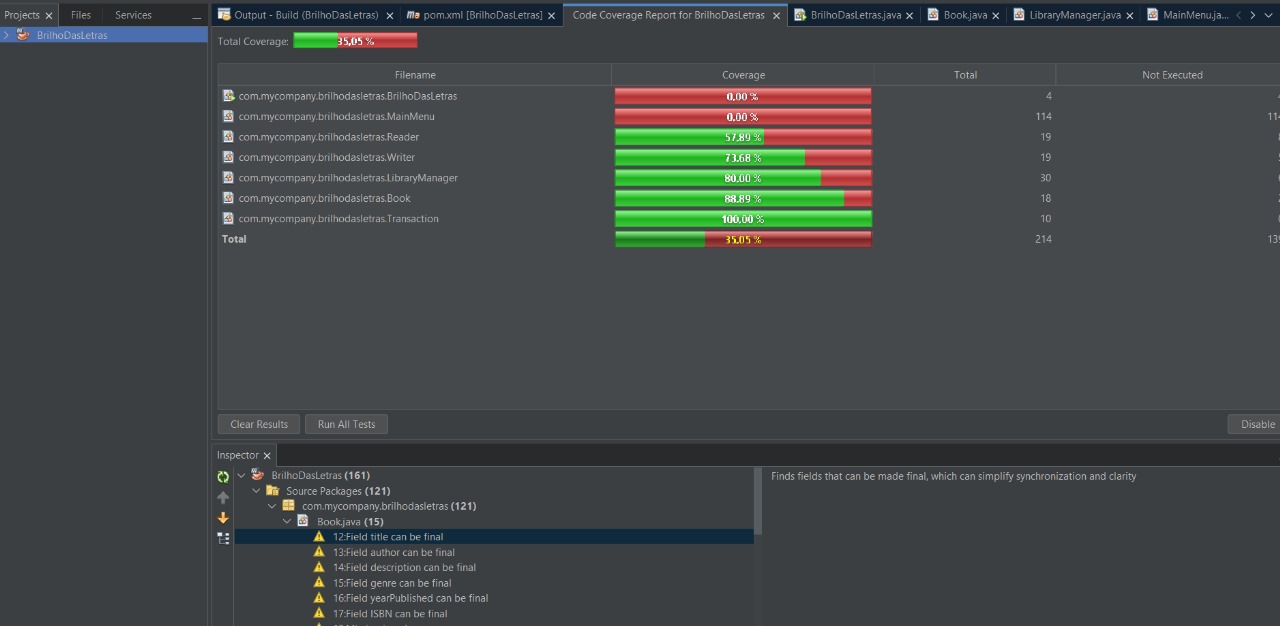 Projects Files Services
Output - Build (BrilhoDasLetras) pom.xml [BrilhoDasLetras] Code Coverage Report for BrilhoDasLetras BrilhoDasLetras.java Book.java LibraryManager.java MainMenu.ja...
BrilhoDasLetras
Total Coverage: 35,05 %
Filename Coverage Total Not Executed
com.mycompany.brilhodasletras.BrilhoDasLetras 0,00 % 4
com.mycompany.brilhodasletras.MainMenu 0,00 % 114 114
com.mycompany.brilhodasletras.Reader 57,89 % 19
com.mycompany.brilhodasletras.Writer 73,68 % 19
com.mycompany.brilhodasletras.LibraryManager 80,00 % 30
com.mycompany.brilhodasletras.Book 88,89 % 18
com.mycompany.brilhodasletras.Transaction 100,00 % 10
Total 35,05 % 214 139
Clear Results Run All Tests Disable
Inspector
BrilhoDasLetras (161)
Source Packages (121)
com.mycompany.brilhodasletras (121)
Book.java (15)
12:Field title can be final
13:Field author can be final
14:Field description can be final
15:Field genre can be final
16:Field yearPublished can be final
17:Field ISBN can be final
Finds fields that can be made final, which can simplify synchronization and clarity